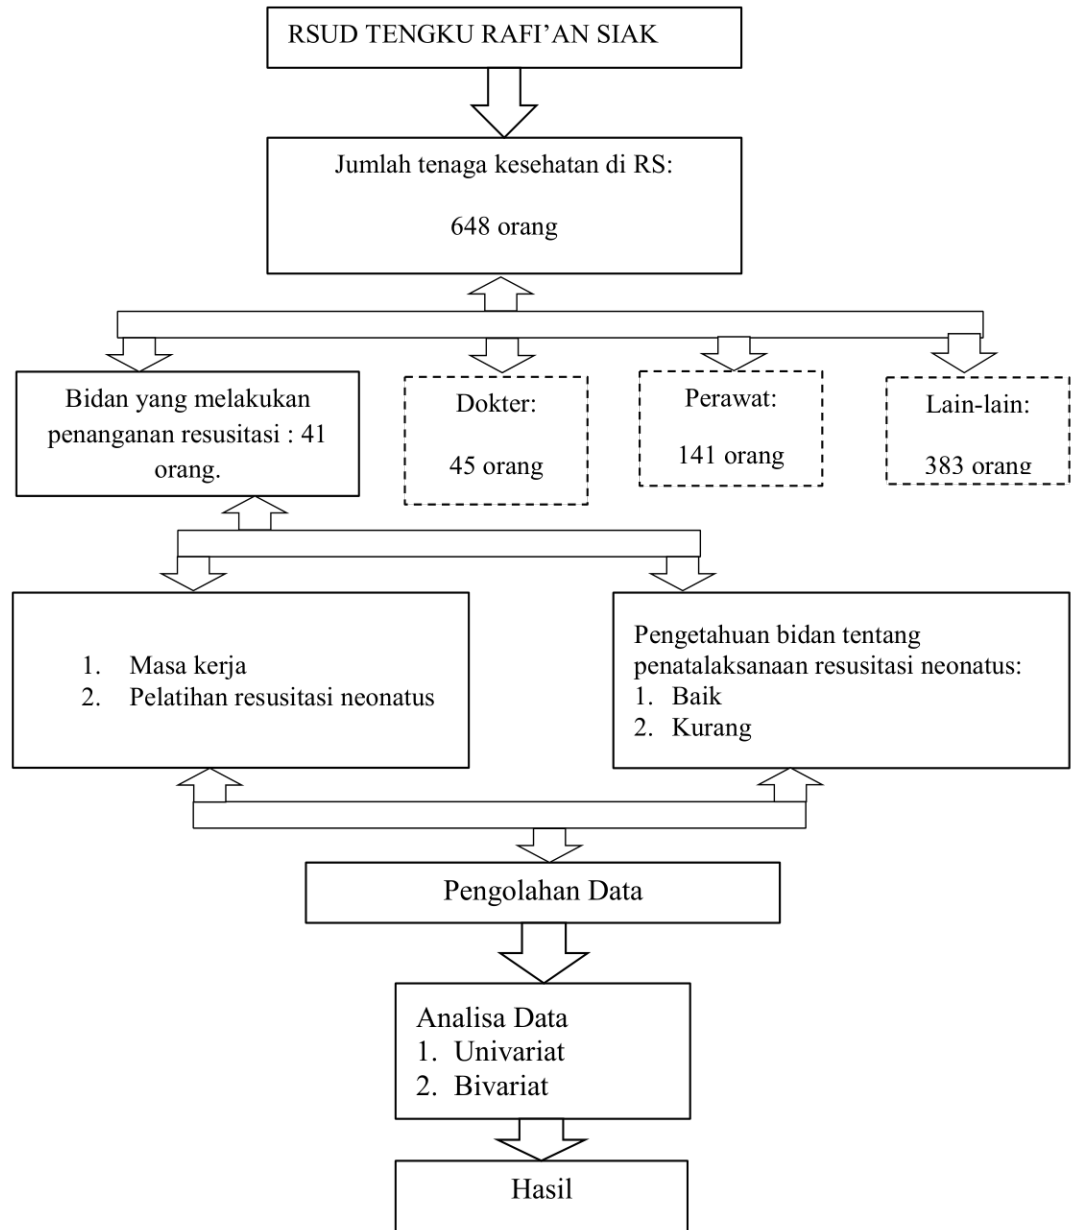 RSUD TENGKU RAFI’AN SIAK
Jumlah tenaga kesehatan di RS:
648 orang
Bidan yang melakukan
penanganan resusitasi : 41
orang.
Dokter:
45 orang
Perawat:
141 orang
Lain-lain:
383 orang
1. Masa kerja
2. Pelatihan resusitasi neonatus
Pengetahuan bidan tentang
penatalaksanaan resusitasi neonatus:
1. Baik
2. Kurang
Pengolahan Data
Analisa Data
1. Univariat
2. Bivariat
Hasil